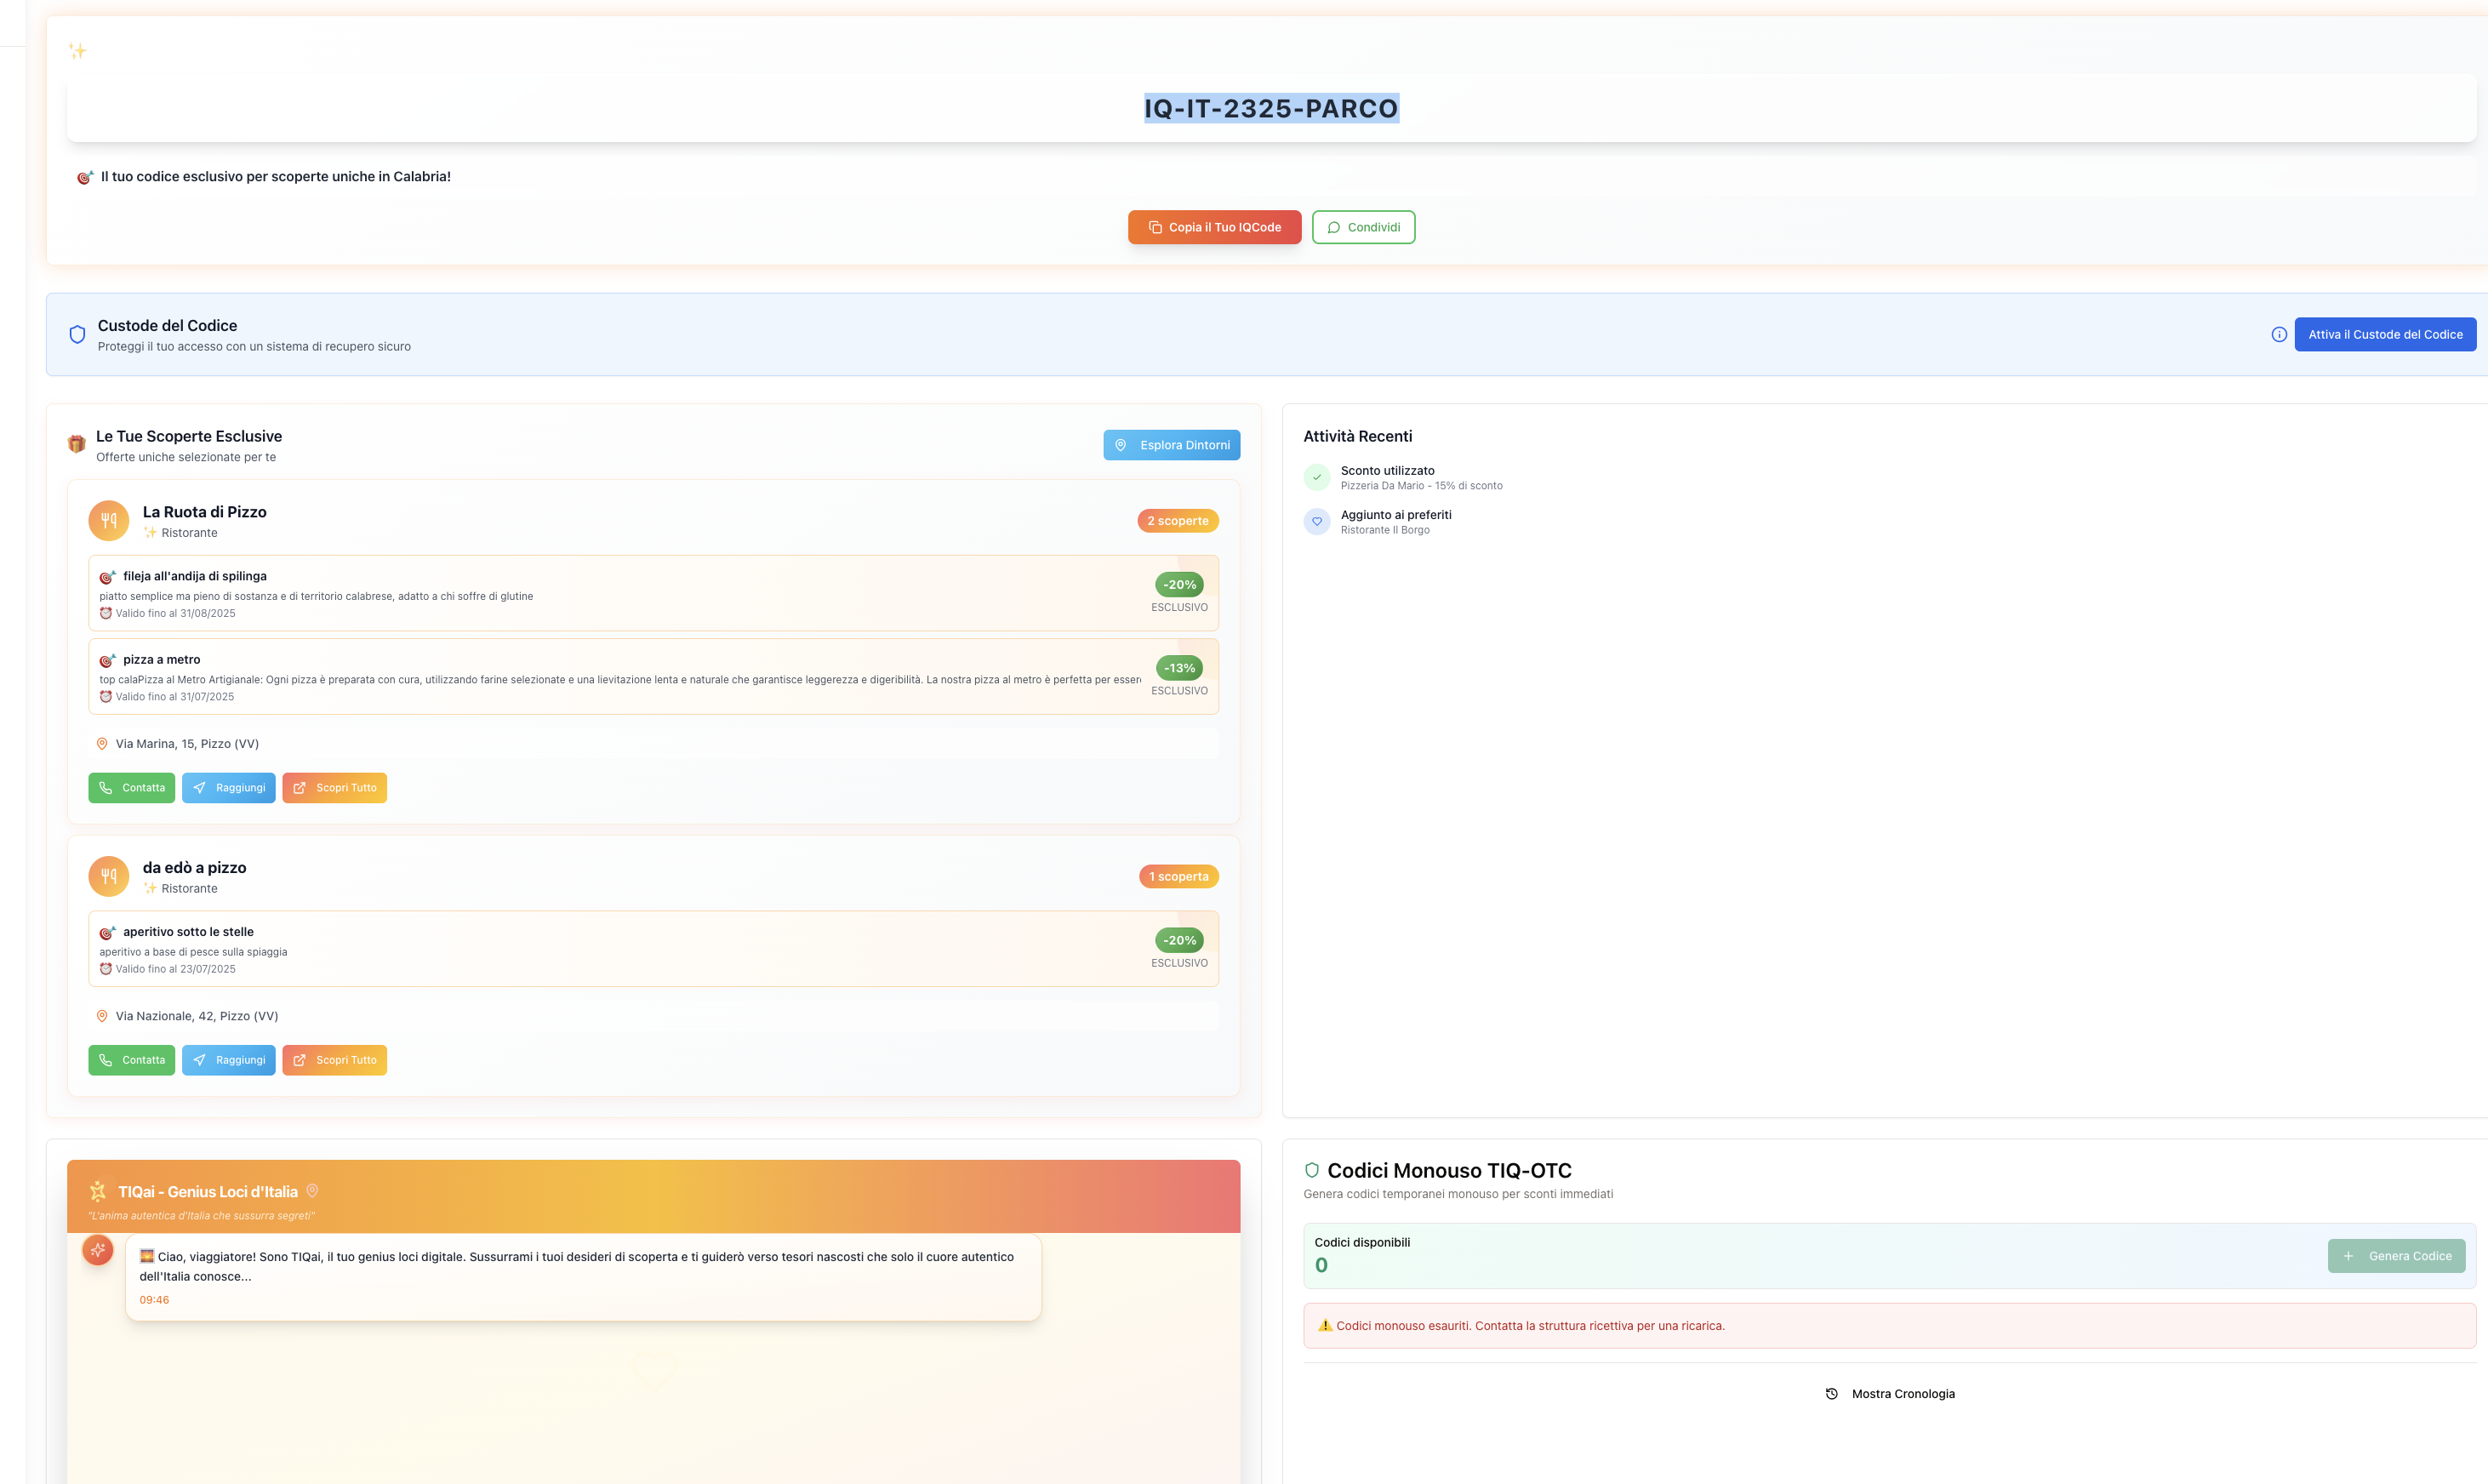 IQ-IT-2325-PARCO
Il tuo codice esclusivo per scoperte uniche in Calabria!
Copia il Tuo IQCode
Condividi
Custode del Codice
Proteggi il tuo accesso con un sistema di recupero sicuro
Attiva il Custode del Codice
Le Tue Scoperte Esclusive
Offerte uniche selezionate per te
Esplora Dintorni
La Ruota di Pizzo
Ristorante
2 scoperte
fileja all'andija di spilinga
piatto semplice ma pieno di sostanza e di territorio calabrese, adatto a chi soffre di glutine
Valido fino al 31/08/2025
-20%
ESCLUSIVO
pizza a metro
top calaPizza al Metro Artigianale: Ogni pizza è preparata con cura, utilizzando farine selezionate e una lievitazione lenta e naturale che garantisce leggerezza e digeribilità. La nostra pizza al metro è perfetta per esser
Valido fino al 31/07/2025
-13%
ESCLUSIVO
Via Marina, 15, Pizzo (VV)
Contatta
Raggiungi
Scopri Tutto
da edò a pizzo
Ristorante
1 scoperta
aperitivo sotto le stelle
aperitivo a base di pesce sulla spiaggia
Valido fino al 23/07/2025
-20%
ESCLUSIVO
Via Nazionale, 42, Pizzo (VV)
Contatta
Raggiungi
Scopri Tutto
Attività Recenti
Sconto utilizzato
Pizzeria Da Mario - 15% di sconto
Aggiunto ai preferiti
Ristorante Il Borgo
TIQai - Genius Loci d'Italia
"L'anima autentica d'Italia che sussurra segreti"
Ciao, viaggiatore! Sono TIQai, il tuo genius loci digitale. Sussurrami i tuoi desideri di scoperta e ti guiderò verso tesori nascosti che solo il cuore autentico
dell'Italia conosce...
09:46
Codici Monouso TIQ-OTC
Genera codici temporanei monouso per sconti immediati
Codici disponibili
0
Genera Codice
Codici monouso esauriti. Contatta la struttura ricettiva per una ricarica.
Mostra Cronologia